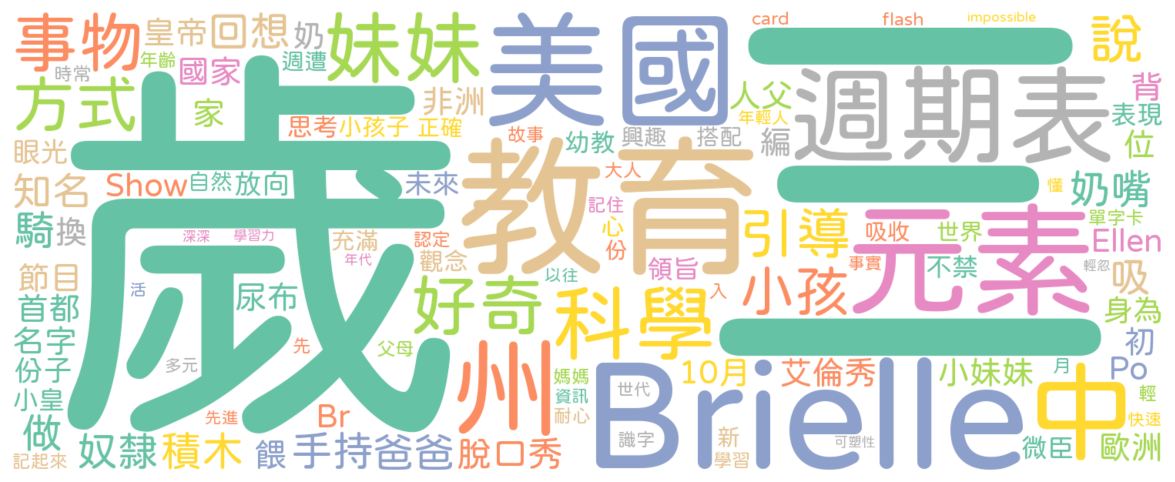 事物
皇帝
回想
奶
妹妹
美國
card
flash
impossible
說
年齡
時常
國家
週遭
三
方式
家
思考
小孩子
正確
非洲
人父
年輕人
週期表
背
表現
位
眼光
歲
故事
幼教
興趣
搭配
編
知名
Show
自然
放向
未來
教育
大人
懂
奶嘴
騎
換
深深
學習力
充滿
年代
認定
觀念
記住
心
份
引導
吸收
世界
單字卡
Ellen
元素
節目
活
尿布
好奇
以往
領旨
入
小孩
事實
不禁
輕忽
吸
首都
名字
份子
先
父母
科學
身為
初
小皇
多元
州
媽媽
資訊
耐心
世代
10月
艾倫秀
小妹妹
月
Po
中
輕
做
先進
Br
Brielle
識字
新
學習
可塑性
快速
記起來
奴隸
積木
餵
手持
爸爸
脫口秀
微臣
歐洲